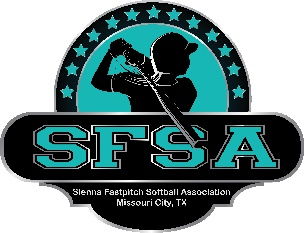 SFSA
Sienna Fastpitch Softball Association
Missouri City, TX